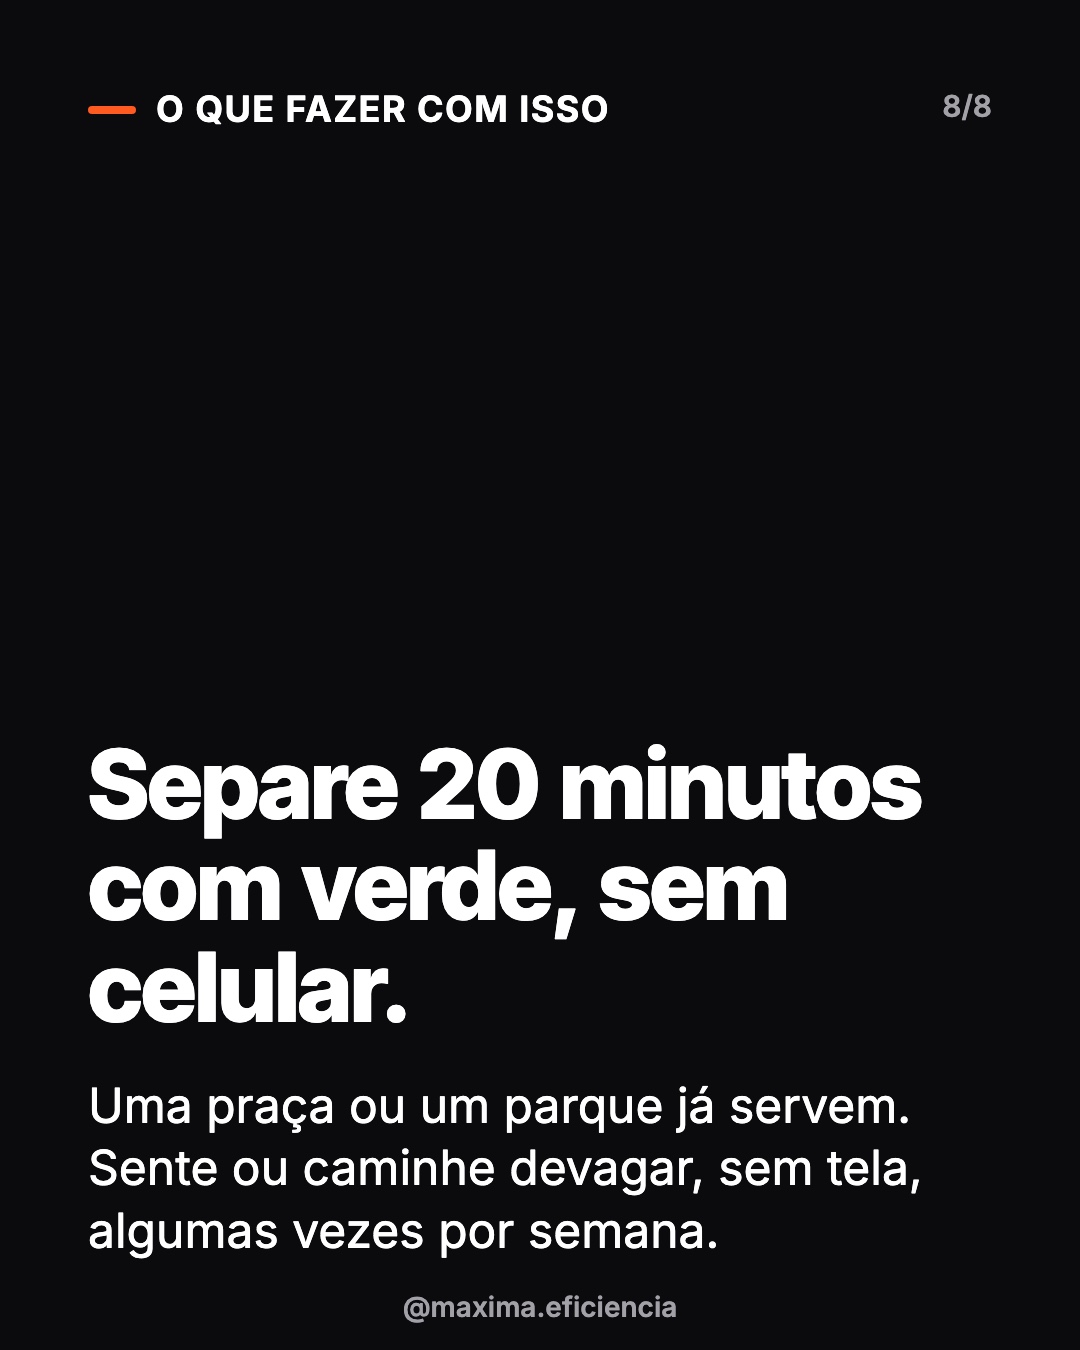 O QUE FAZER COM ISSO
8/8
Separe 20 minutos
com verde, sem
celular.
Uma praça ou um parque já servem.
Sente ou caminhe devagar, sem tela,
algumas vezes por semana.
@maxima.eficiencia